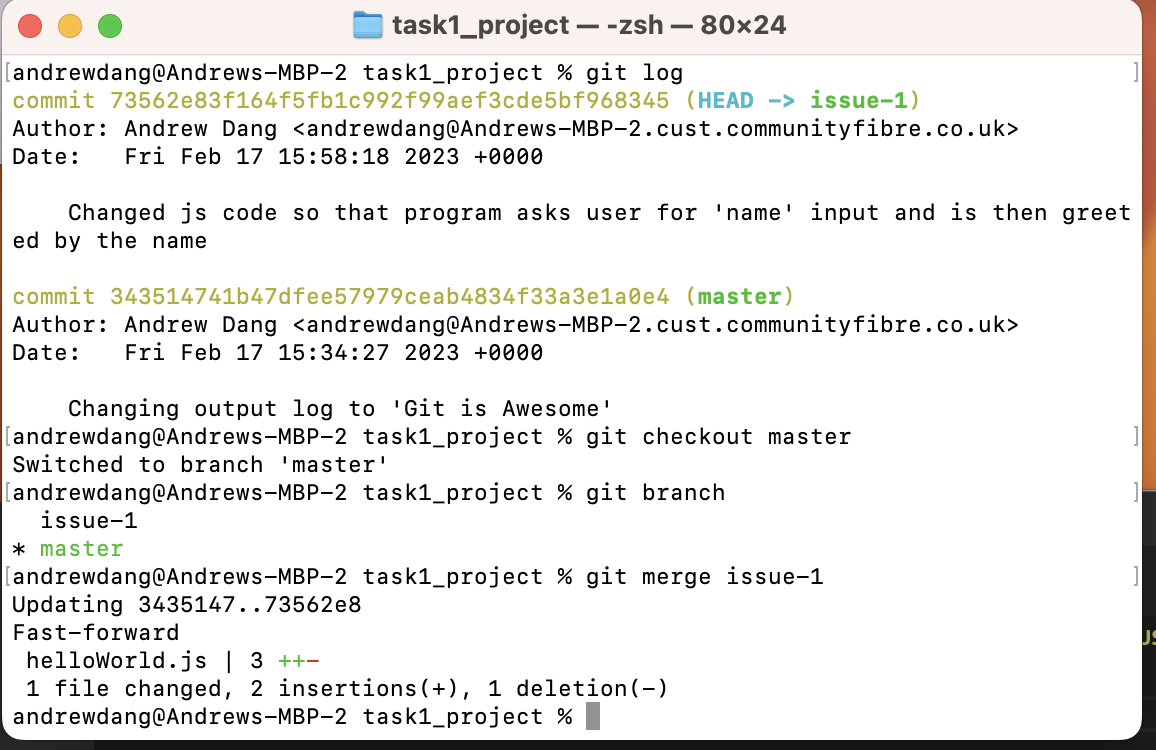 task1_project — -zsh — 80×24
[andrewdang@Andrews-MBP-2 task1_project % git log ]
commit 73562e83f164f5fb1c992f99aef3cde5bf968345 (HEAD -> issue-1)
Author: Andrew Dang <andrewdang@Andrews-MBP-2.cust.communityfibre.co.uk>
Date:   Fri Feb 17 15:58:18 2023 +0000
    Changed js code so that program asks user for 'name' input and is then greet
ed by the name
commit 343514741b47dfee57979ceab4834f33a3e1a0e4 (master)
Author: Andrew Dang <andrewdang@Andrews-MBP-2.cust.communityfibre.co.uk>
Date:   Fri Feb 17 15:34:27 2023 +0000
    Changing output log to 'Git is Awesome'
[andrewdang@Andrews-MBP-2 task1_project % git checkout master ]
Switched to branch 'master'
[andrewdang@Andrews-MBP-2 task1_project % git branch ]
  issue-1
* master
[andrewdang@Andrews-MBP-2 task1_project % git merge issue-1 ]
Updating 3435147..73562e8
Fast-forward
 helloWorld.js | 3 ++-
 1 file changed, 2 insertions(+), 1 deletion(-)
andrewdang@Andrews-MBP-2 task1_project %